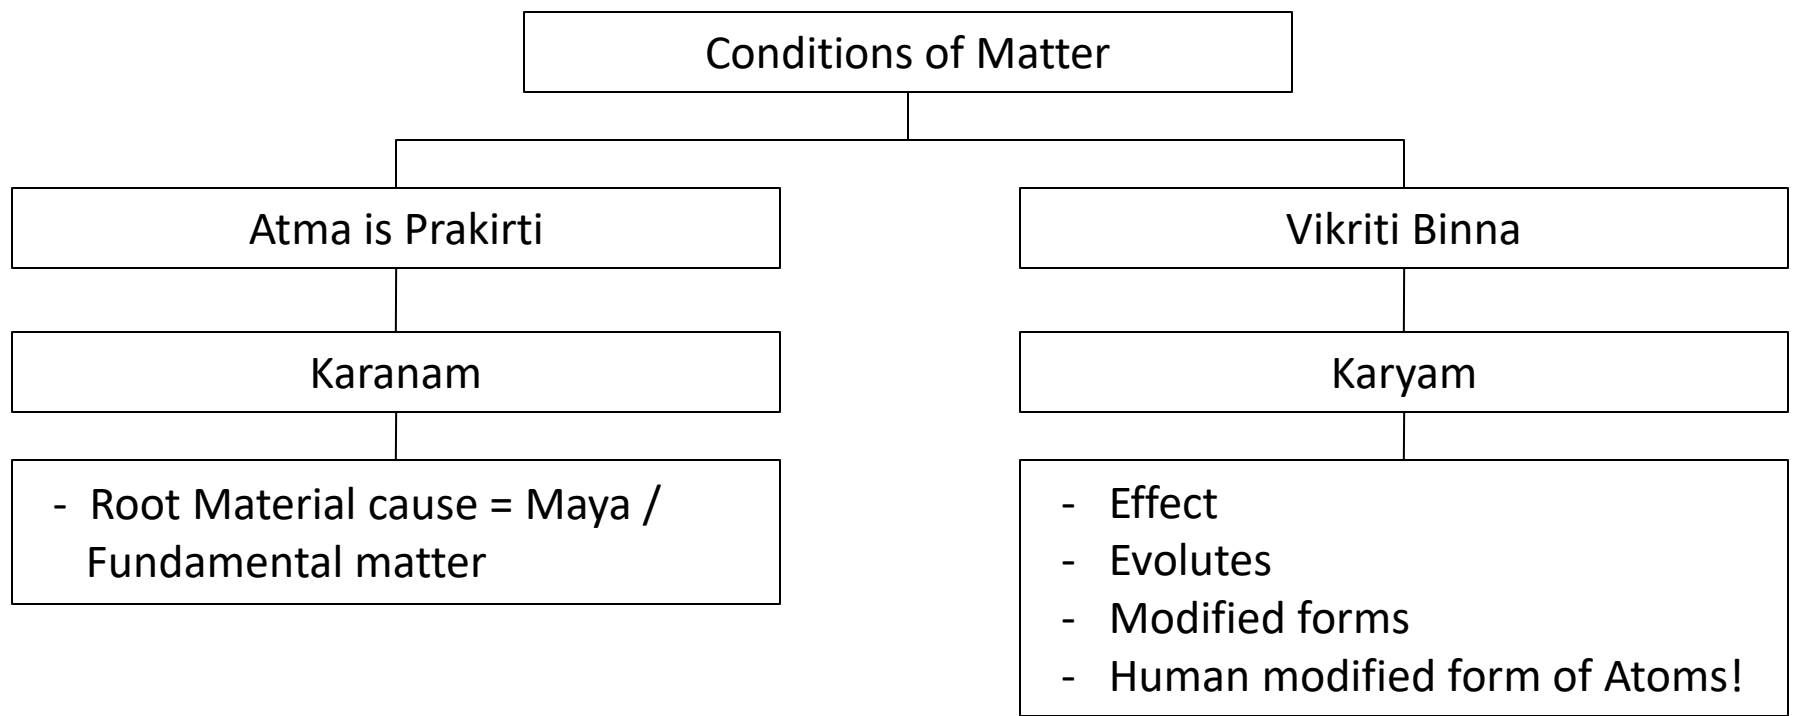 Conditions of Matter
Atma is Prakirti
Vikriti Binna
Karanam
Karyam
- Root Material cause = Maya /
Fundamental matter
- Effect
- Evolutes
- Modified forms
- Human modified form of Atoms!